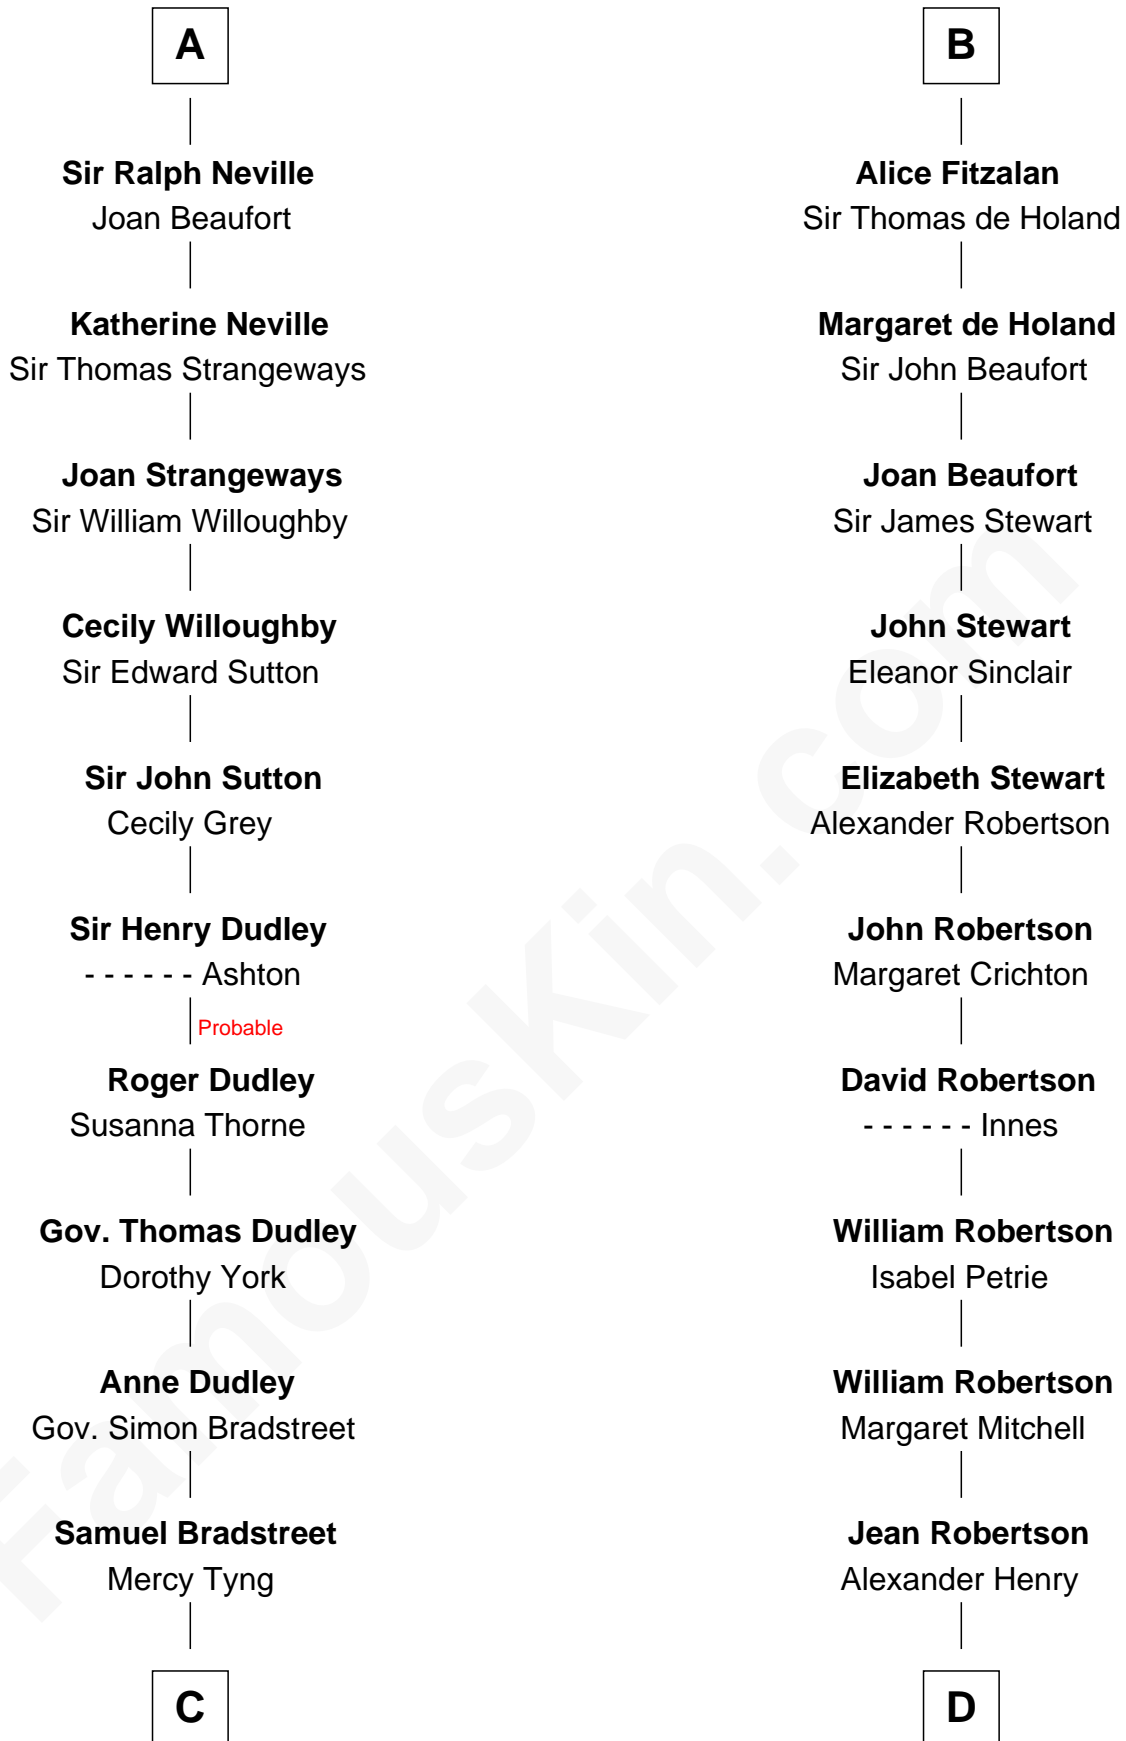 A
Sir Ralph Neville
Joan Beaufort
Katherine Neville
Sir Thomas Strangeways
Joan Strangeways
Sir William Willoughby
Cecily Willoughby
Sir Edward Sutton
Sir John Sutton
Cecily Grey
Sir Henry Dudley
- - - - - - Ashton
Probable
Roger Dudley
Susanna Thorne
Gov. Thomas Dudley
Dorothy York
Anne Dudley
Gov. Simon Bradstreet
Samuel Bradstreet
Mercy Tyng
C
B
Alice Fitzalan
Sir Thomas de Holand
Margaret de Holand
Sir John Beaufort
Joan Beaufort
Sir James Stewart
John Stewart
Eleanor Sinclair
Elizabeth Stewart
Alexander Robertson
John Robertson
Margaret Crichton
David Robertson
- - - - - - Innes
William Robertson
Isabel Petrie
William Robertson
Margaret Mitchell
Jean Robertson
Alexander Henry
D
FamousKin.com